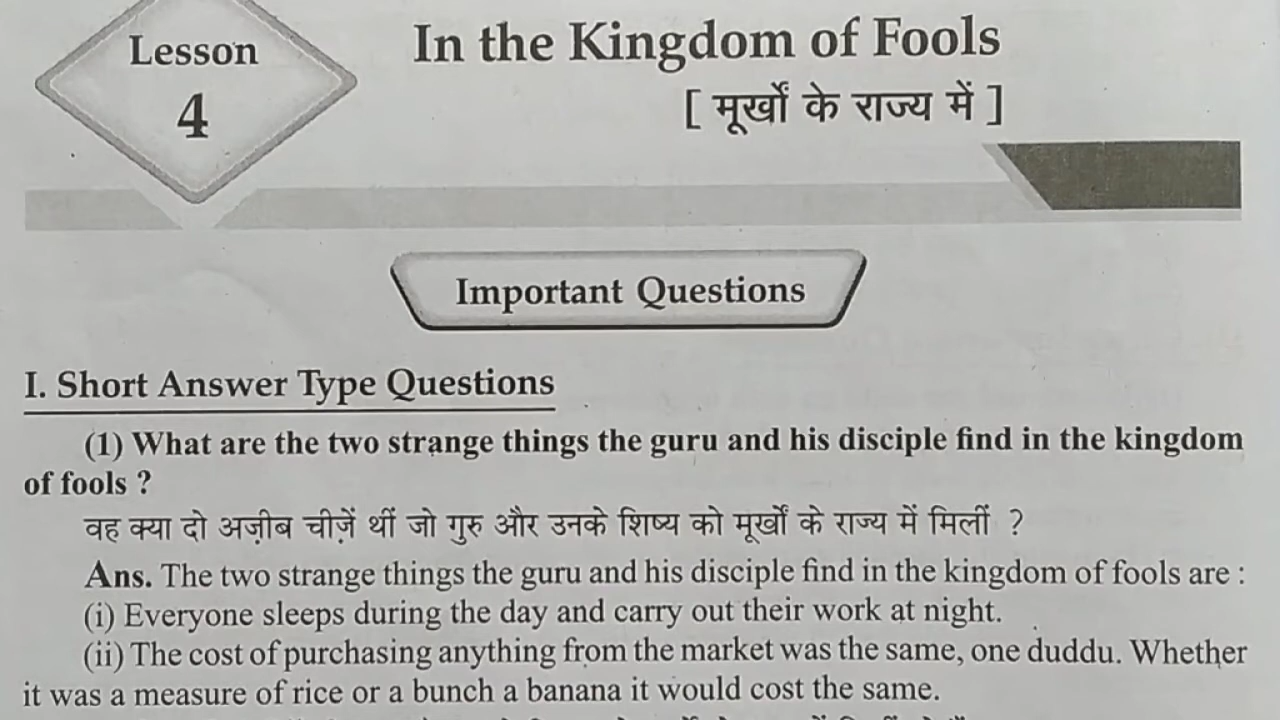 Lesson
4
In the Kingdom of Fools
[ मूर्खों के राज्य में ]
Important Questions
I. Short Answer Type Questions
(1) What are the two strange things the guru and his disciple find in the kingdom
of fools ?
वह क्या दो अज़ीब चीज़ें थीं जो गुरु और उनके शिष्य को मूर्खों के राज्य में मिलीं ?
Ans. The two strange things the guru and his disciple find in the kingdom of fools are :
(i) Everyone sleeps during the day and carry out their work at night.
(ii) The cost of purchasing anything from the market was the same, one duddu. Whether
it was a measure of rice or a bunch a banana it would cost the same.